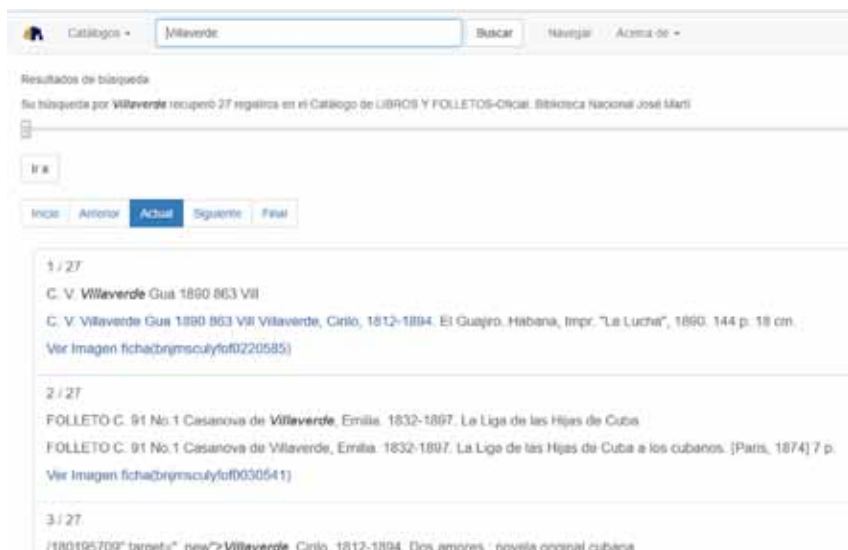 Catálogos
Villaverde
Buscar
Navegar
Acerca de
Resultados de búsqueda
Su búsqueda por Villaverde recuperó 27 registros en el Catálogo de LIBROS Y FOLLETOS-Oficial. Biblioteca Nacional José Martí
Ir a
Inicio Anterior Actual Siguiente Final
1 / 27
C. V. Villaverde Gua 1890 863 Vill
C. V. Villaverde Gua 1890 863 Vill Villaverde, Cirilo, 1812-1894. El Guajiro. Habana, Impr. "La Lucha", 1890. 144 p. 18 cm.
Ver Imagen ficha(bnjmsculyfof0220585)
2 / 27
FOLLETO C. 91 No.1 Casanova de Villaverde, Emilia. 1832-1897. La Liga de las Hijas de Cuba
FOLLETO C. 91 No.1 Casanova de Villaverde, Emilia. 1832-1897. La Liga de las Hijas de Cuba a los cubanos. [Paris, 1874] 7 p.
Ver Imagen ficha(bnjmsculyfof0030541)
3 / 27
/180195709" target="_new">Villaverde, Cirilo, 1812-1894. Dos amores : novela original cubana